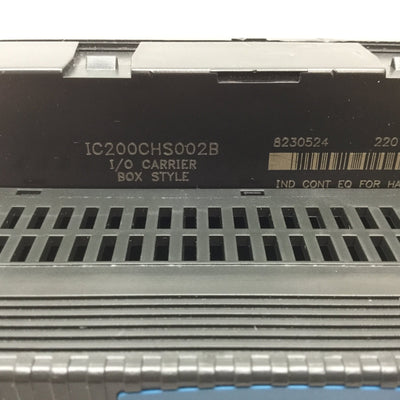 IC200CHS002B
I/O CARRIER
BOX STYLE
8230524 220
IND CONT EQ FOR HA